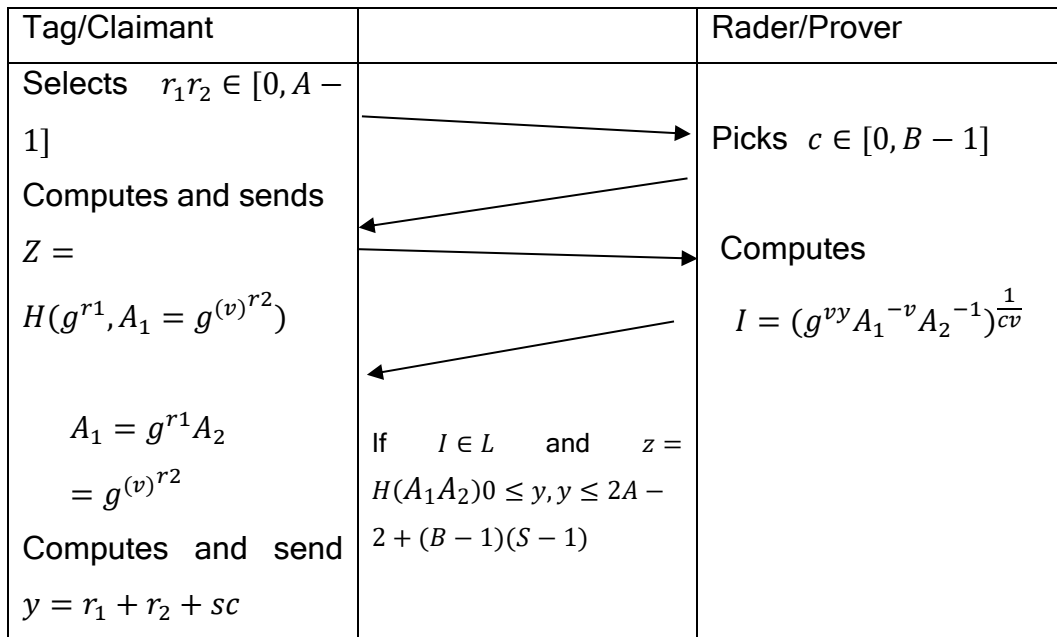 Tag/Claimant
Rader/Prover
Selects r₁r₂ ∈ [0, A −
1]
Computes and sends
Z =
H(g^{r1}, A₁ = g^{(v)^{r2}})
A₁ = g^{r1}A₂
= g^{(v)^{r2}}
Computes and send
y = r₁ + r₂ + sc
If I ∈ L and z =
H(A₁A₂)0 ≤ y, y ≤ 2A −
2 + (B − 1)(S − 1)
Picks c ∈ [0, B − 1]
Computes
I = (g^{vy}A₁^{−v}A₂^{−1})^{\frac{1}{cv}}